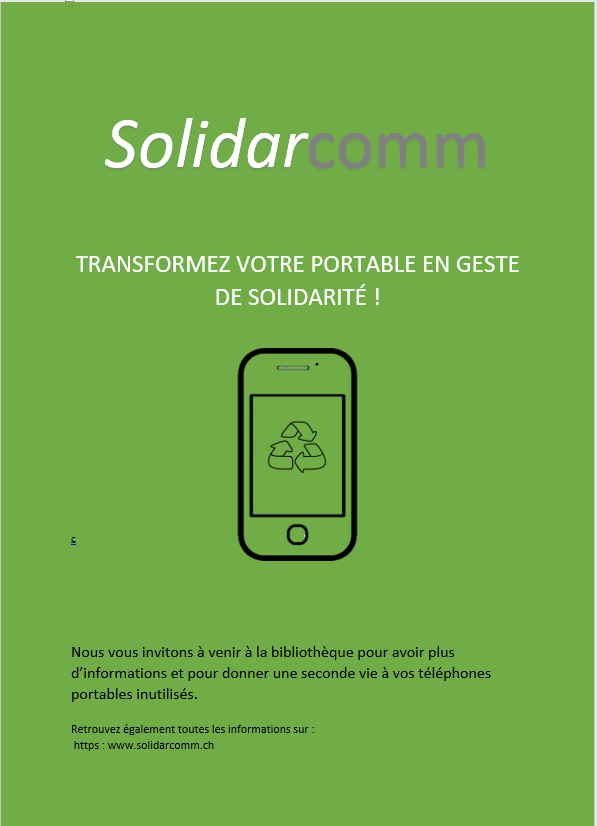 Solidarcomm
TRANSFORMEZ VOTRE PORTABLE EN GESTE
DE SOLIDARITÉ !
Nous vous invitons à venir à la bibliothèque pour avoir plus
d’informations et pour donner une seconde vie à vos téléphones
portables inutilisés.
Retrouvez également toutes les informations sur :
https : www.solidarcomm.ch